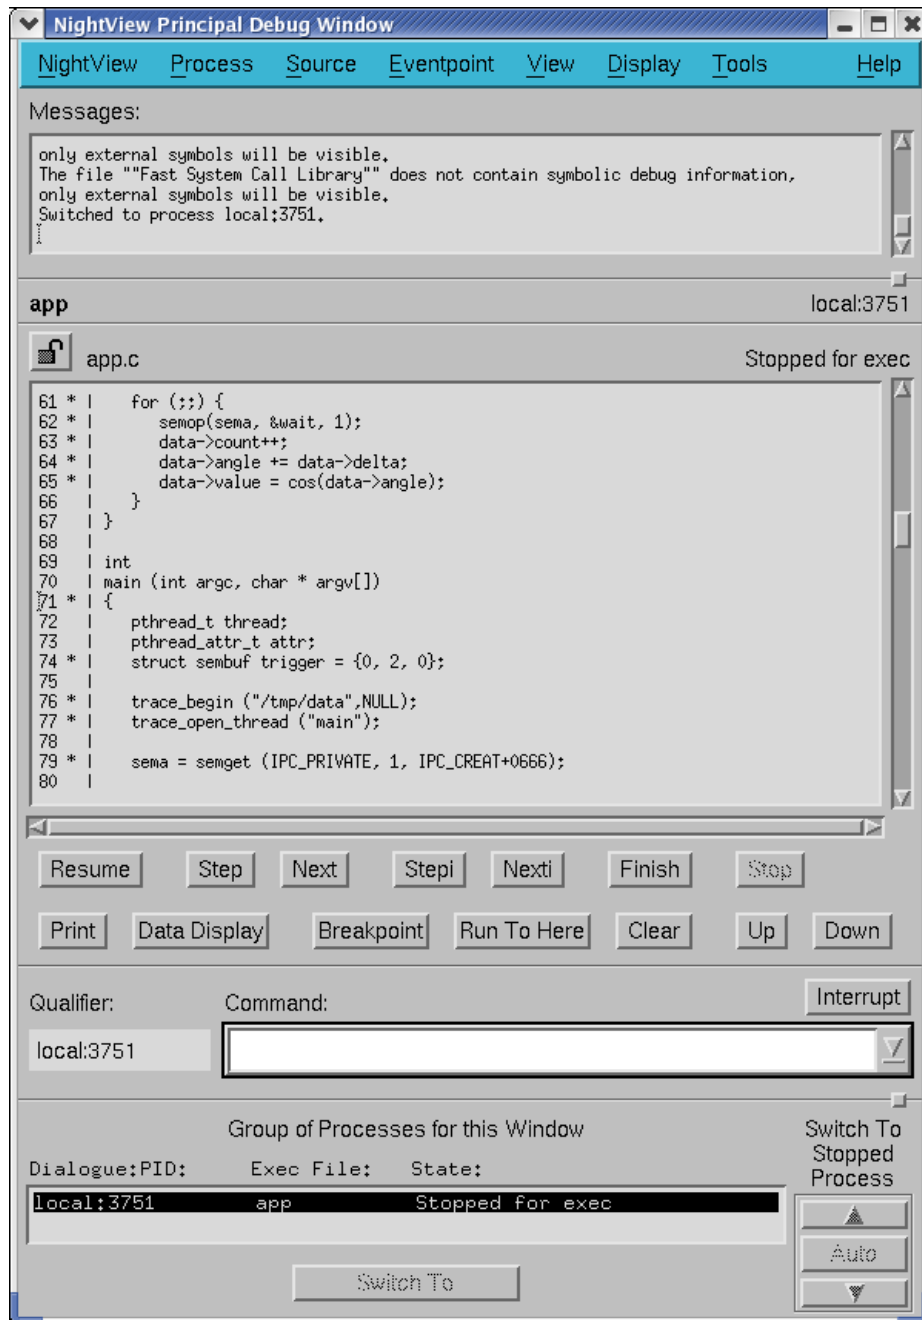 NightView Principal Debug Window
NightView Process Source Eventpoint View Display Tools Help
Messages:
only external symbols will be visible.
The file ""Fast System Call Library"" does not contain symbolic debug information,
only external symbols will be visible.
Switched to process local:3751.
app local:3751
app.c Stopped for exec
61 * |    for (;;) {
62 * |       semop(sema, &wait, 1);
63 * |       data->count++;
64 * |       data->angle += data->delta;
65 * |       data->value = cos(data->angle);
66   |    }
67   | }
68   |
69   | int
70   | main (int argc, char * argv[])
71 * | {
72   |    pthread_t thread;
73   |    pthread_attr_t attr;
74 * |    struct sembuf trigger = {0, 2, 0};
75   |
76 * |    trace_begin ("/tmp/data",NULL);
77 * |    trace_open_thread ("main");
78   |
79 * |    sema = semget (IPC_PRIVATE, 1, IPC_CREAT+0666);
80   |
Resume Step Next Stepi Nexti Finish Stop
Print Data Display Breakpoint Run To Here Clear Up Down
Qualifier: Command: Interrupt
local:3751
Group of Processes for this Window
Switch To
Stopped
Process
Dialogue:PID: Exec File: State:
local:3751 app Stopped for exec
Auto
Switch To